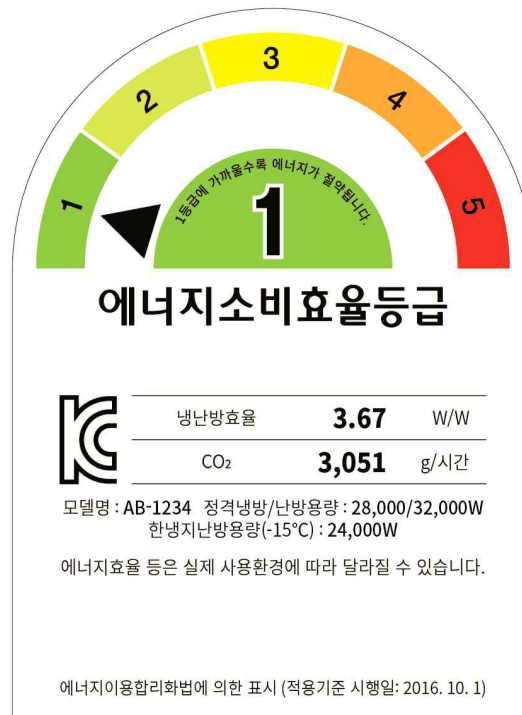 1
2
3
4
5
1등급에 가까울수록 에너지가 절약됩니다.
1
에너지소비효율등급
냉난방효율 3.67 W/W
CO₂ 3,051 g/시간
모델명 : AB-1234 정격냉방/난방용량 : 28,000/32,000W
한냉지난방용량(-15℃) : 24,000W
에너지효율 등은 실제 사용환경에 따라 달라질 수 있습니다.
에너지이용합리화법에 의한 표시 (적용기준 시행일: 2016. 10. 1)